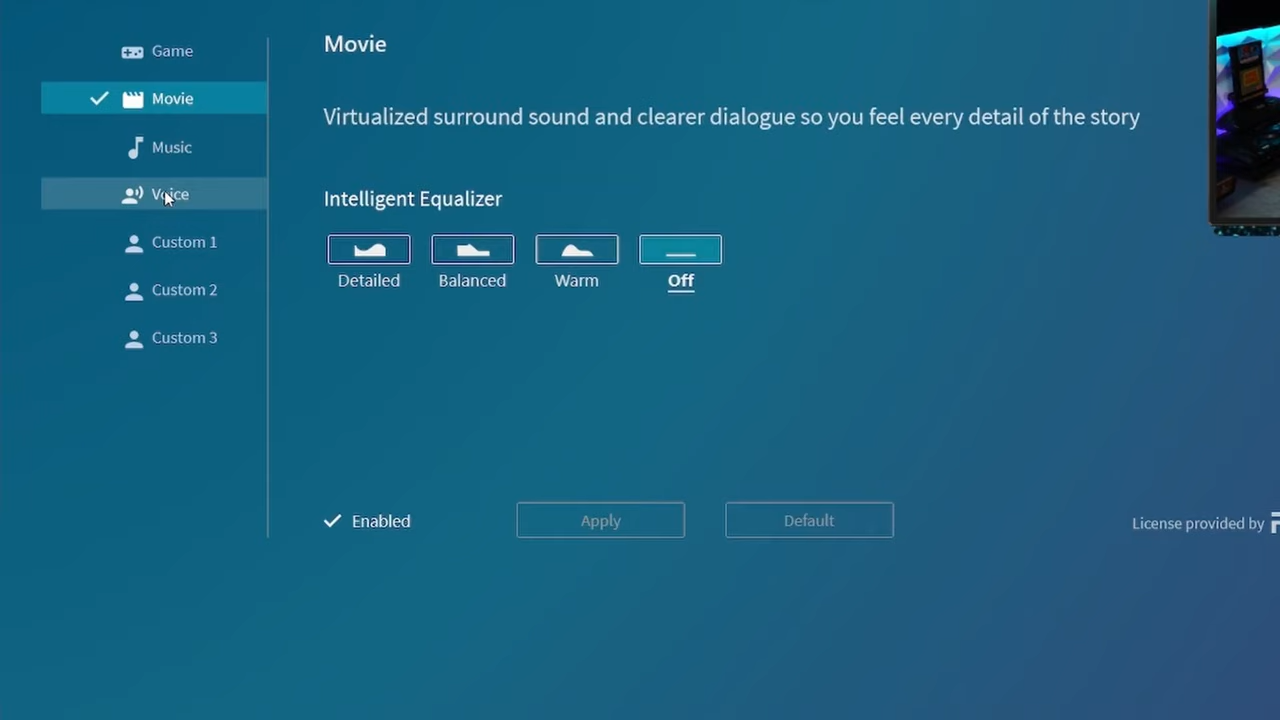 Game
Movie
Music
Voice
Custom 1
Custom 2
Custom 3
Movie
Virtualized surround sound and clearer dialogue so you feel every detail of the story
Intelligent Equalizer
Detailed
Balanced
Warm
Off
Enabled
Apply
Default
License provided by